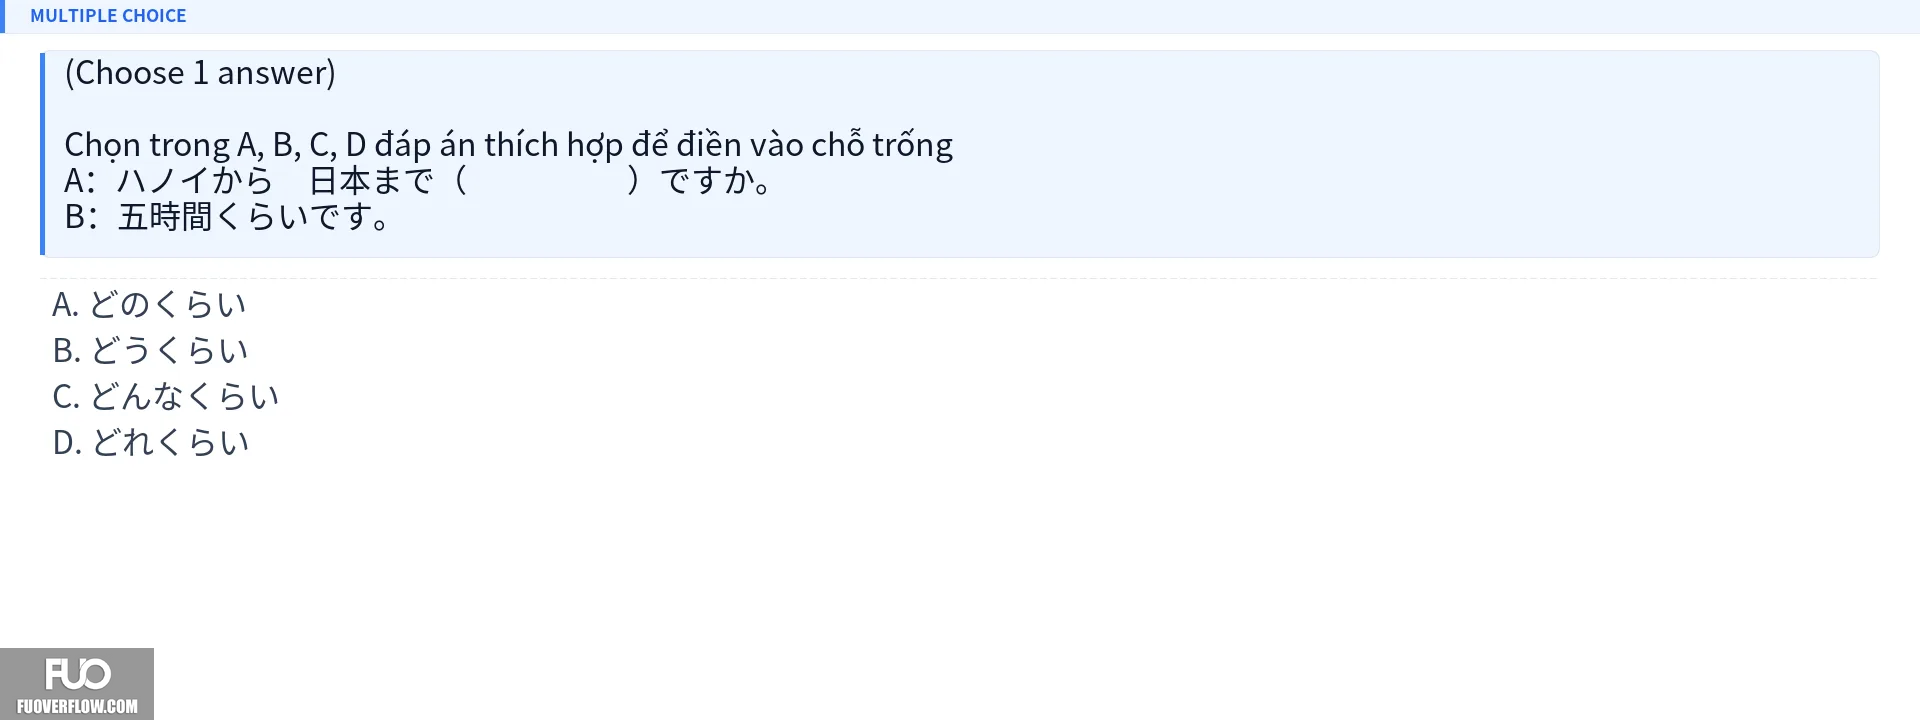 MULTIPLE CHOICE
(Choose 1 answer)
Chọn trong A, B, C, D đáp án thích hợp để điền vào chỗ trống
A：ハノイから　日本まで（　　　　　）ですか。
B：五時間くらいです。
A. どのくらい
B. どうくらい
C. どんなくらい
D. どれくらい
FUO
FUOVERFLOW.COM